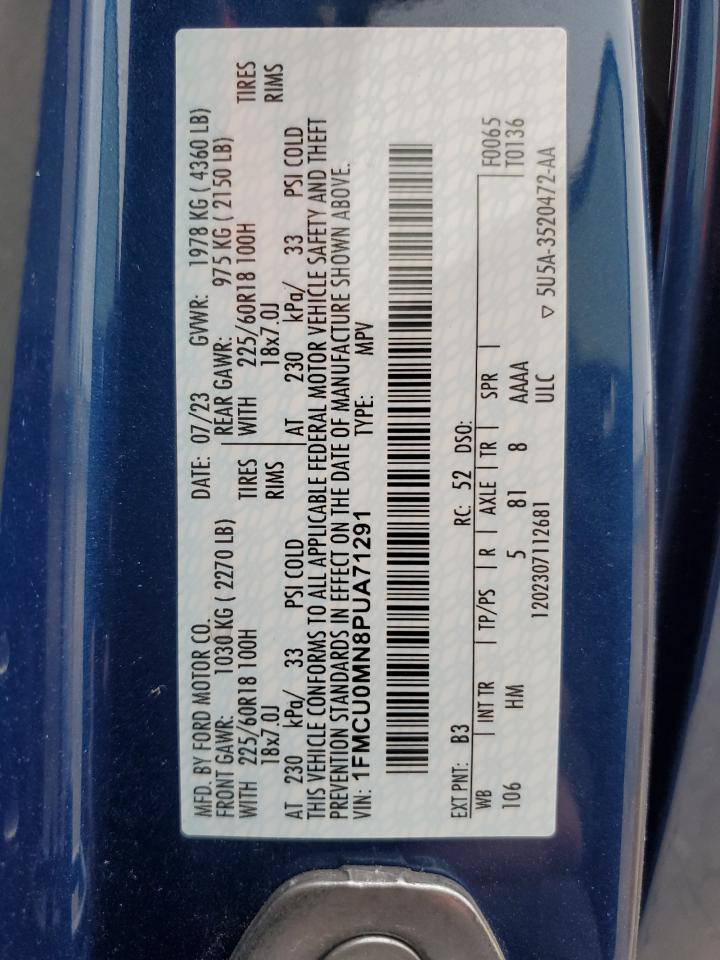 MFD. BY FORD MOTOR CO. DATE: 07/23 GVWR: 1978 KG ( 4360 LB)
FRONT GAWR: 1030 KG ( 2270 LB) REAR GAWR: 975 KG ( 2150 LB)
WITH 225/60R18 100H TIRES WITH 225/60R18 100H TIRES
18x7.0J RIMS 18x7.0J RIMS
AT 230 kPa/ 33 PSI COLD AT 230 kPa/ 33 PSI COLD
THIS VEHICLE CONFORMS TO ALL APPLICABLE FEDERAL MOTOR VEHICLE SAFETY AND THEFT
PREVENTION STANDARDS IN EFFECT ON THE DATE OF MANUFACTURE SHOWN ABOVE.
VIN: 1FMCU0MN8PUA71291 TYPE: MPV
EXT PNT: B3 RC: 52 DSO:
WB INT TR TP/PS R AXLE TR SPR F0065
106 HM 5 81 8 AAAA T0136
1202307112681 ULC ▽ 5U5A-3520472-AA